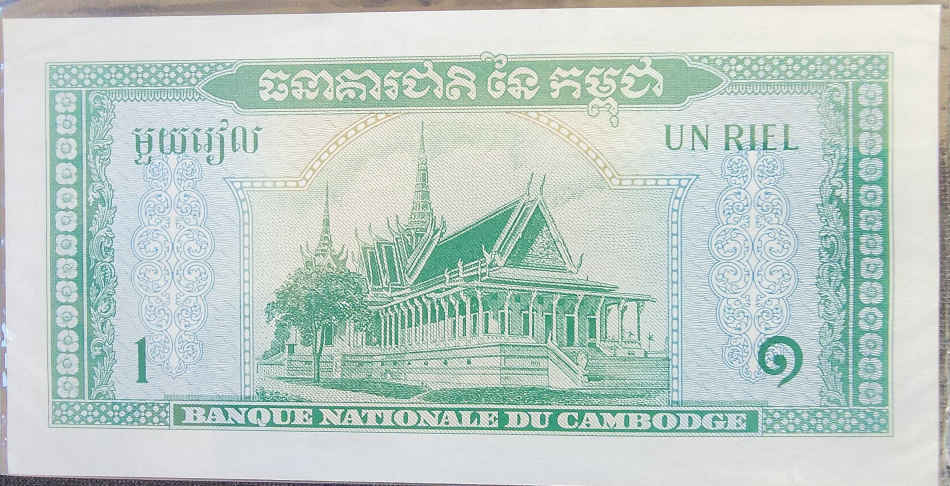 ធនាគារជាតិ នៃ កម្ពុជា
មួយរៀល
UN RIEL
1
១
BANQUE NATIONALE DU CAMBODGE